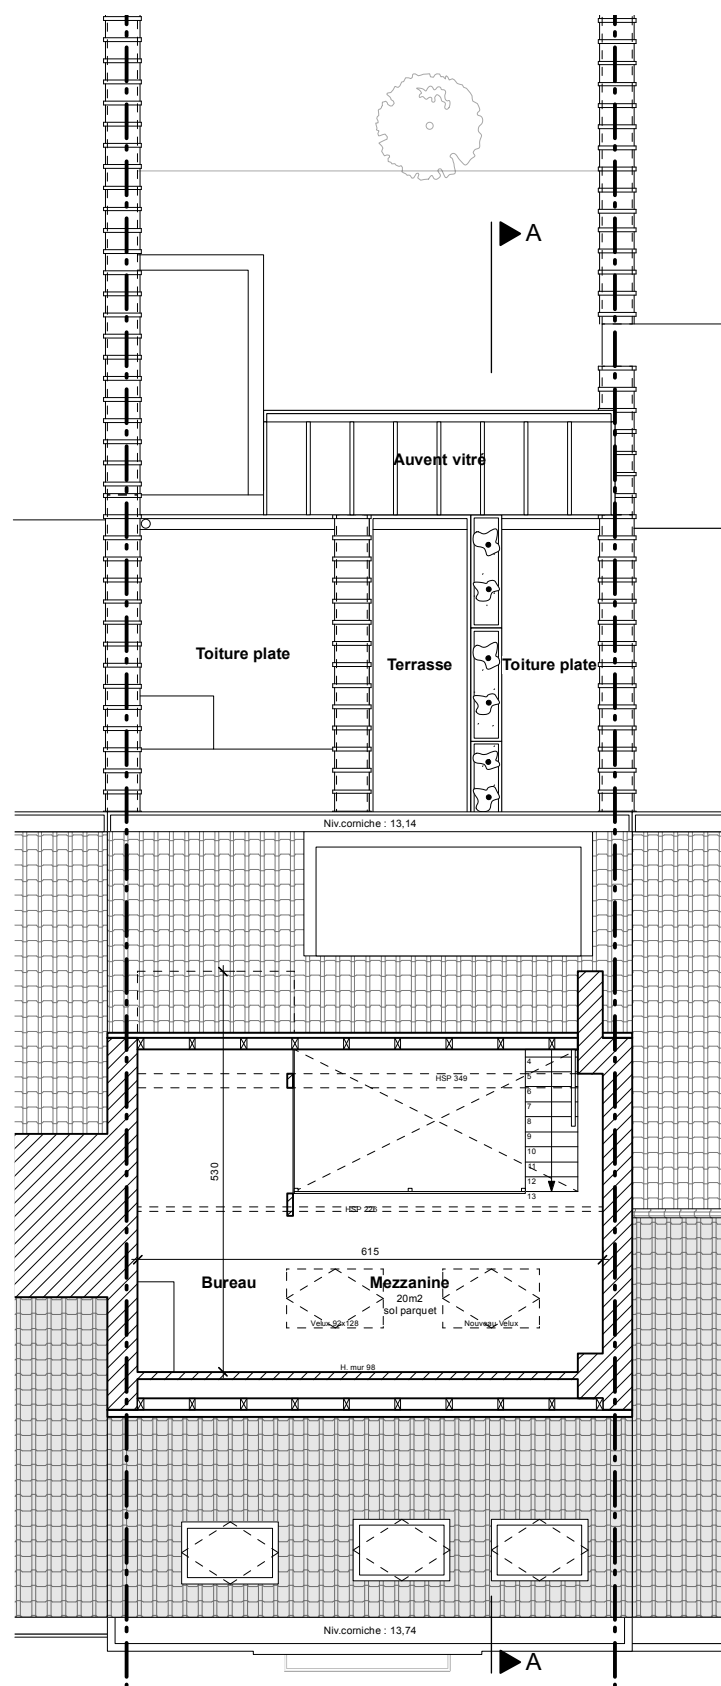 A
Auvent vitré
Toiture plate
Terrasse
Toiture plate
Niv.corniche : 13,14
4
HSP 349
5
6
7
8
9
10
11
530
12
13
HSP 226
615
Bureau
Mezzanine
20m2
sol parquet
Velux 92x128
Nouveau Velux
H. mur 98
Niv.corniche : 13,74
A